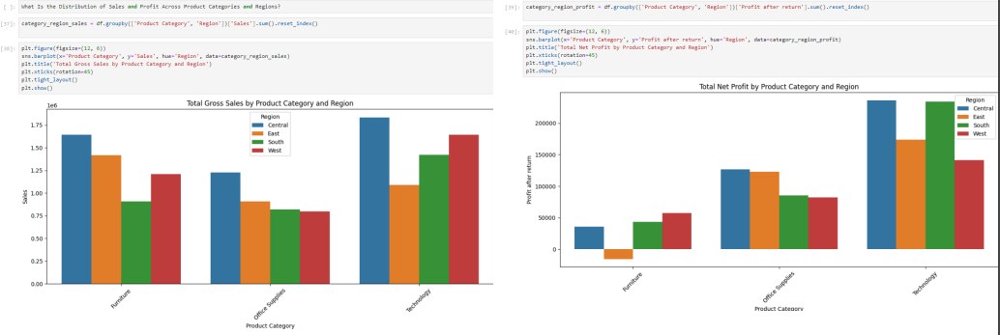 [ ]: What Is the Distribution of Sales and Profit Across Product Categories and Regions?
[37]: category_region_sales = df.groupby(['Product Category', 'Region'])['Sales'].sum().reset_index()
[38]: plt.figure(figsize=(12, 6))
sns.barplot(x='Product Category', y='Sales', hue='Region', data=category_region_sales)
plt.title('Total Gross Sales by Product Category and Region')
plt.xticks(rotation=45)
plt.tight_layout()
plt.show()
Total Gross Sales by Product Category and Region
1e6
Region
Central
East
South
West
1.75
1.50
1.25
1.00
0.75
0.50
0.25
0.00
Sales
Furniture
Office Supplies
Technology
Product Category
[39]: category_region_profit = df.groupby(['Product Category', 'Region'])['Profit after return'].sum().reset_index()
[40]: plt.figure(figsize=(12, 6))
sns.barplot(x='Product Category', y='Profit after return', hue='Region', data=category_region_profit)
plt.title('Total Net Profit by Product Category and Region')
plt.xticks(rotation=45)
plt.tight_layout()
plt.show()
Total Net Profit by Product Category and Region
Region
Central
East
South
West
200000
150000
100000
50000
0
Profit after return
Furniture
Office Supplies
Technology
Product Category